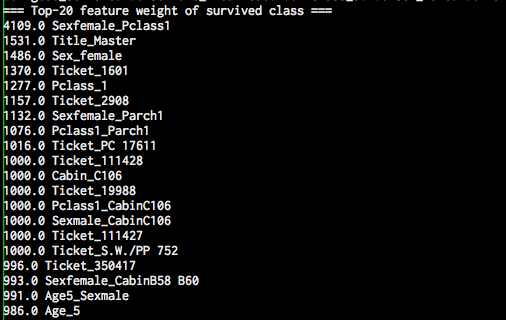 === Top-20 feature weight of survived class ===
4109.0 Sexfemale_Pclass1
1531.0 Title_Master
1486.0 Sex_female
1370.0 Ticket_1601
1277.0 Pclass_1
1157.0 Ticket_2908
1132.0 Sexfemale_Parch1
1076.0 Pclass1_Parch1
1016.0 Ticket_PC 17611
1000.0 Ticket_111428
1000.0 Cabin_C106
1000.0 Ticket_19988
1000.0 Pclass1_CabinC106
1000.0 Sexmale_CabinC106
1000.0 Ticket_111427
1000.0 Ticket_S.W./PP 752
996.0 Ticket_350417
993.0 Sexfemale_CabinB58 B60
991.0 Age5_Sexmale
986.0 Age_5